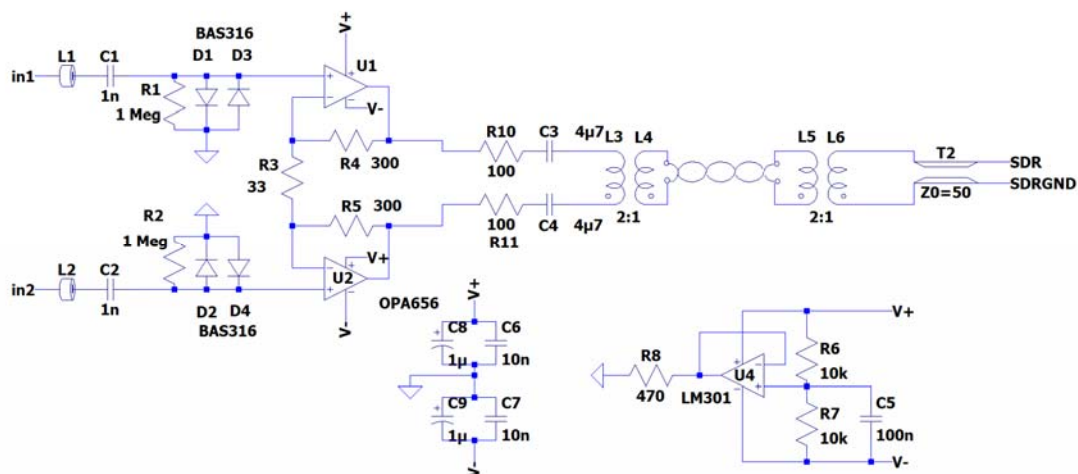 BAS316
D1 D3
L1 C1
in1
1n
R1
1 Meg
V+
U1
V-
R4 300
R3
33
R5 300
R10
100
C3 4µ7
100
R11
C4 4µ7
L3 L4
2:1
L5 L6
2:1
T2
Z0=50
SDR
SDRGND
R2
1 Meg
L2 C2
in2
1n
D2 D4
BAS316
V+
U2
V-
OPA656
V+
C8 C6
1µ 10n
C9 C7
1µ 10n
V-
R8
470
U4
LM301
V+
R6
10k
R7
10k
C5
100n
V-